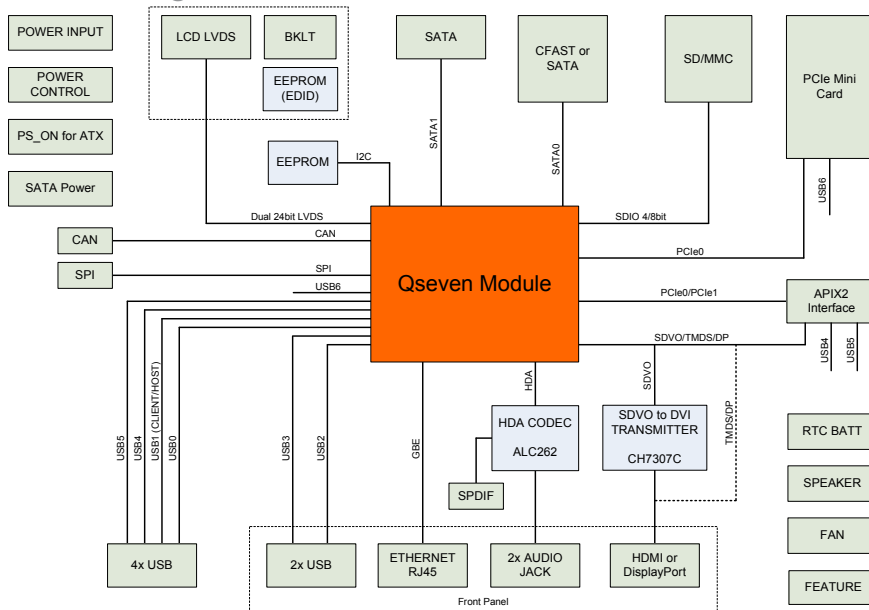 POWER INPUT
POWER
CONTROL
PS_ON for ATX
SATA Power
LCD LVDS
BKLT
EEPROM
(EDID)
SATA
CFAST or
SATA
SD/MMC
PCIe Mini
Card
EEPROM
I2C
SATA1
SATA0
USB6
Dual 24bit LVDS
SDIO 4/8bit
CAN
CAN
PCIe0
SPI
SPI
USB6
Qseven Module
PCIe0/PCIe1
APIX2
Interface
SDVO/TMDS/DP
USB4
USB5
USB5
USB4
USB1 (CLIENT/HOST)
USB0
USB3
USB2
GBE
HDA
SDVO
TMDS/DP
HDA CODEC
ALC262
SDVO to DVI
TRANSMITTER
CH7307C
SPDIF
RTC BATT
SPEAKER
FAN
FEATURE
4x USB
2x USB
ETHERNET
RJ45
2x AUDIO
JACK
HDMI or
DisplayPort
Front Panel